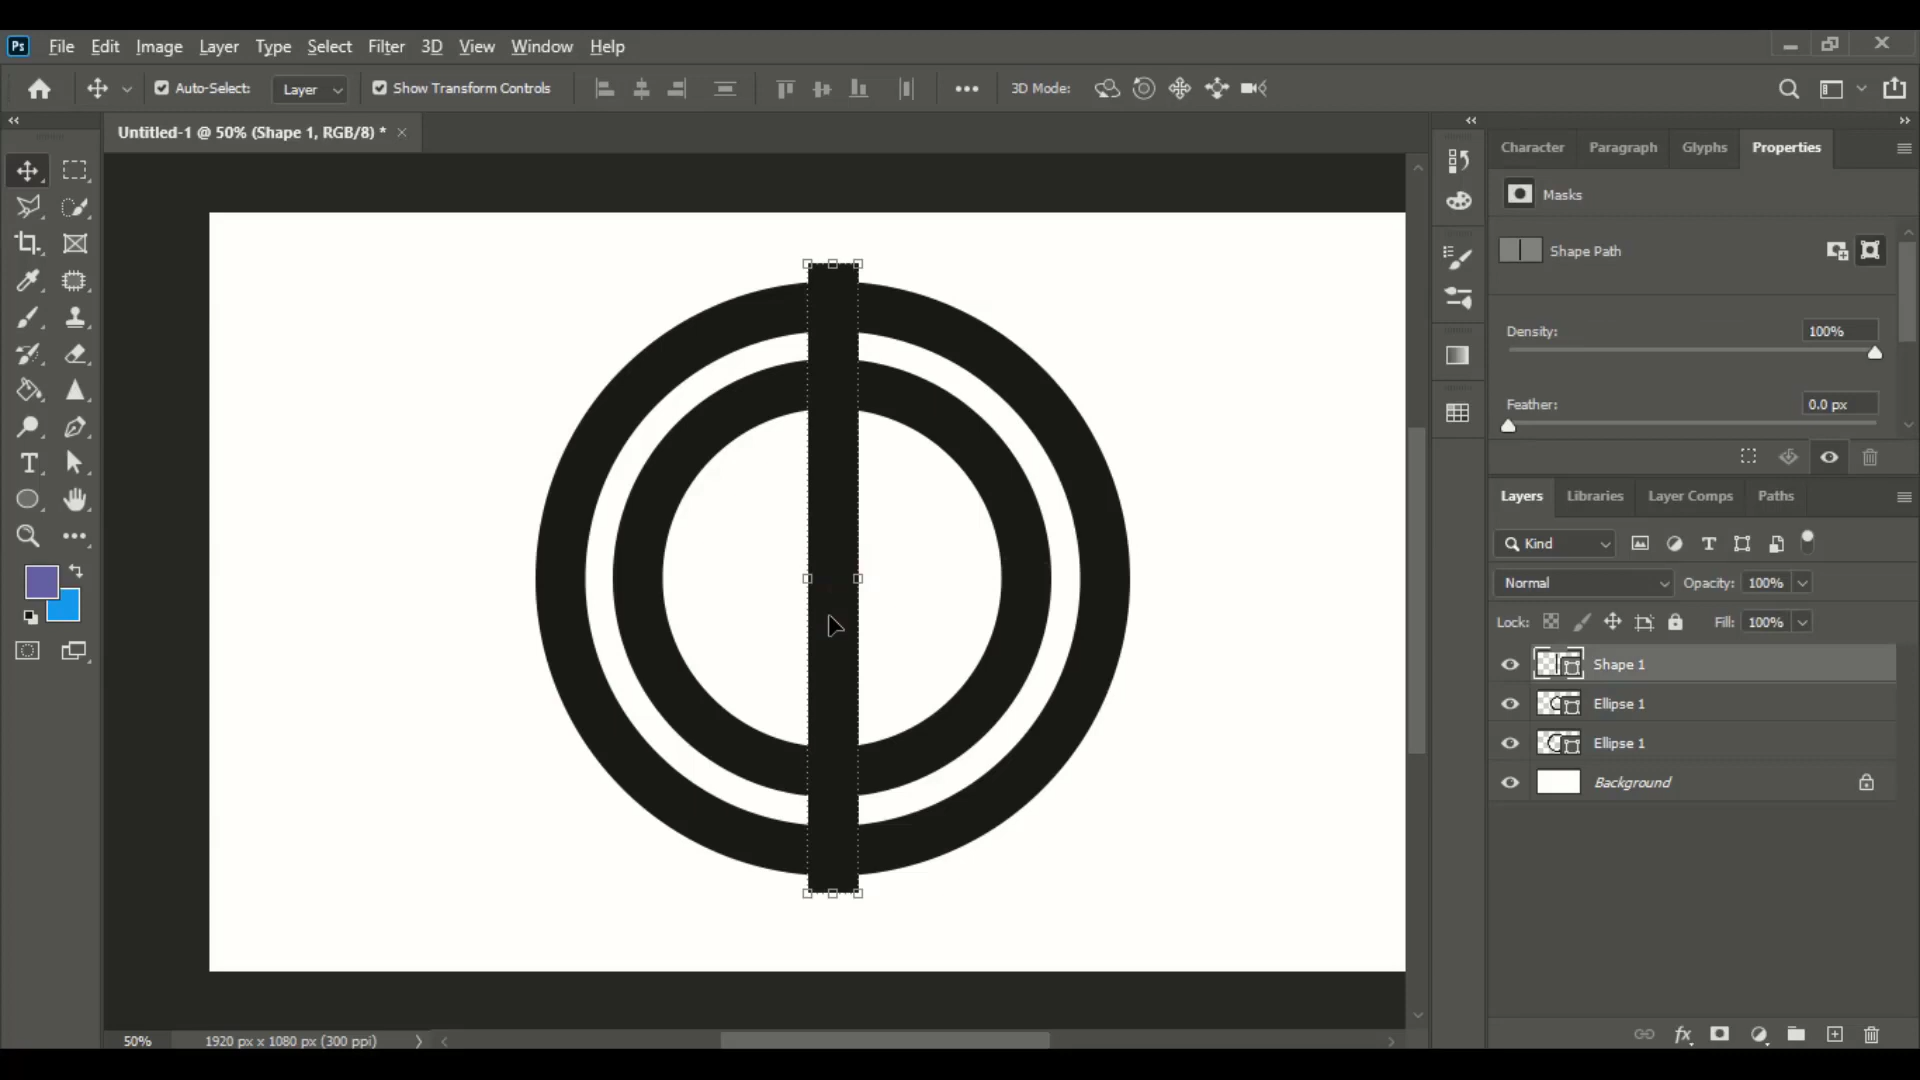 Ps File Edit Image Layer Type Select Filter 3D View Window Help
Auto-Select: Layer Show Transform Controls 3D Mode:
Untitled-1 @ 50% (Shape 1, RGB/8) *
Character Paragraph Glyphs Properties
Masks
Shape Path
Density: 100%
Feather: 0.0 px
Layers Libraries Layer Comps Paths
Kind
Normal Opacity: 100%
Lock: Fill: 100%
Shape 1
Ellipse 1
Ellipse 1
Background
fx
50% 1920 px x 1080 px (300 ppi)